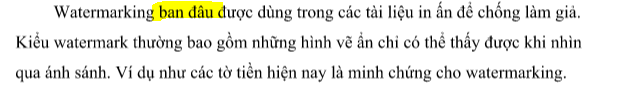 Watermarking ban đâu được dùng trong các tài liệu in ấn để chống làm giả.
Kiểu watermark thường bao gồm những hình vẽ ẩn chỉ có thể thấy được khi nhìn
qua ánh sánh. Ví dụ như các tờ tiền hiện nay là minh chứng cho watermarking.